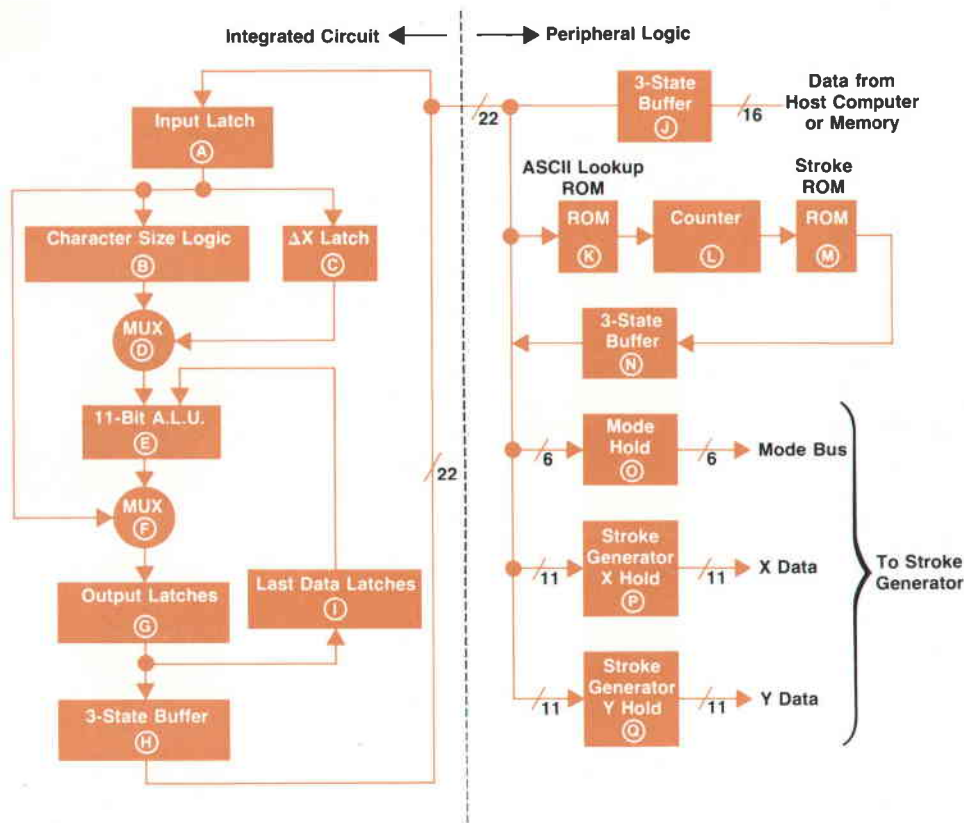 Integrated Circuit
Peripheral Logic
Input Latch
A
Character Size Logic
B
ΔX Latch
C
MUX
D
11-Bit A.L.U.
E
MUX
F
Output Latches
G
Last Data Latches
I
3-State Buffer
H
22
22
3-State
Buffer
J
16
Data from
Host Computer
or Memory
ASCII Lookup
ROM
ROM
K
Counter
L
Stroke
ROM
ROM
M
3-State
Buffer
N
6
Mode
Hold
O
6
Mode Bus
11
Stroke
Generator
X Hold
P
11
X Data
11
Stroke
Generator
Y Hold
Q
11
Y Data
To Stroke
Generator